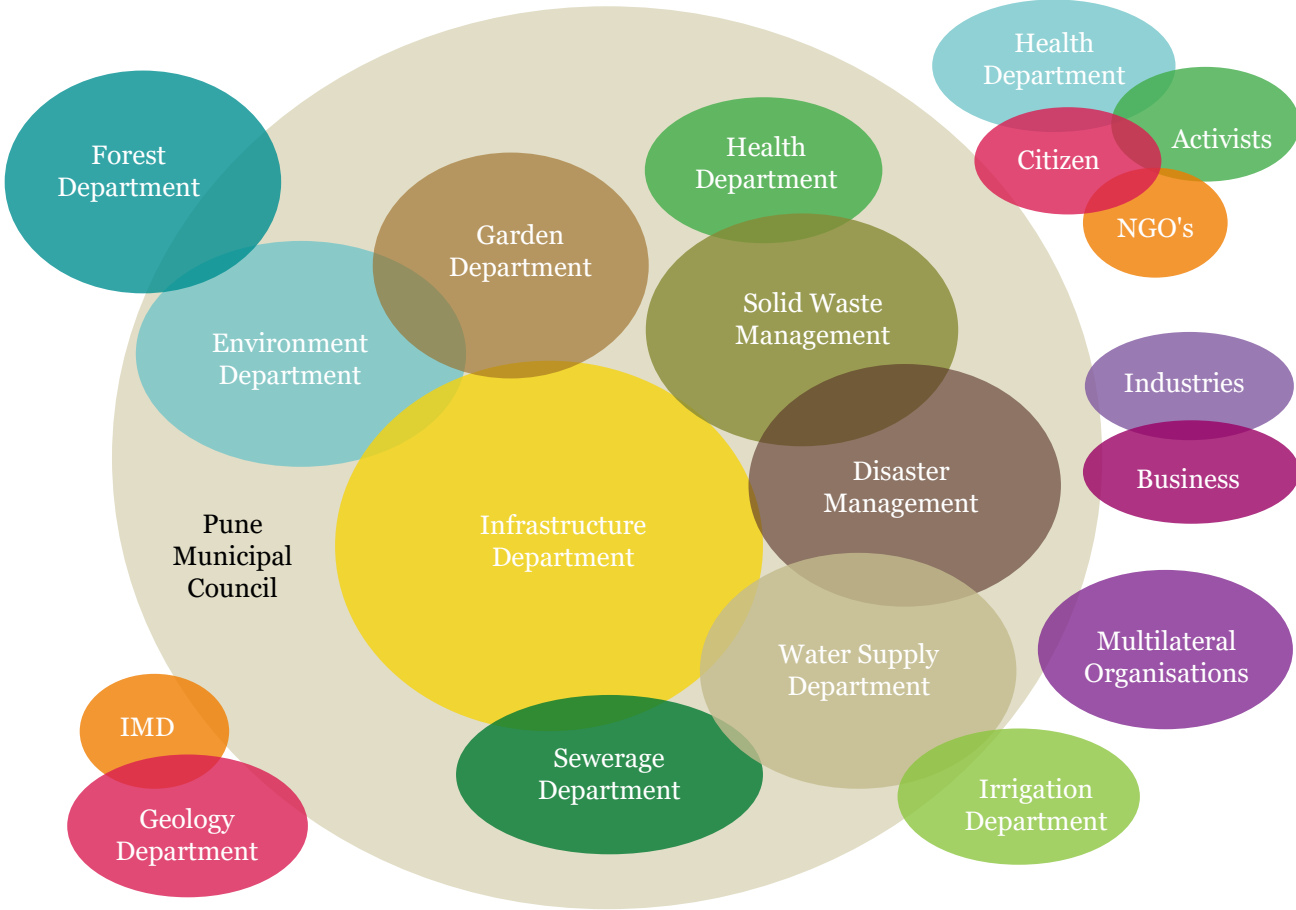 Health
Department
Activists
Citizen
NGO's
Forest
Department
Health
Department
Garden
Department
Solid Waste
Management
Environment
Department
Industries
Business
Disaster
Management
Infrastructure
Department
Pune
Municipal
Council
Water Supply
Department
Multilateral
Organisations
IMD
Sewerage
Department
Irrigation
Department
Geology
Department